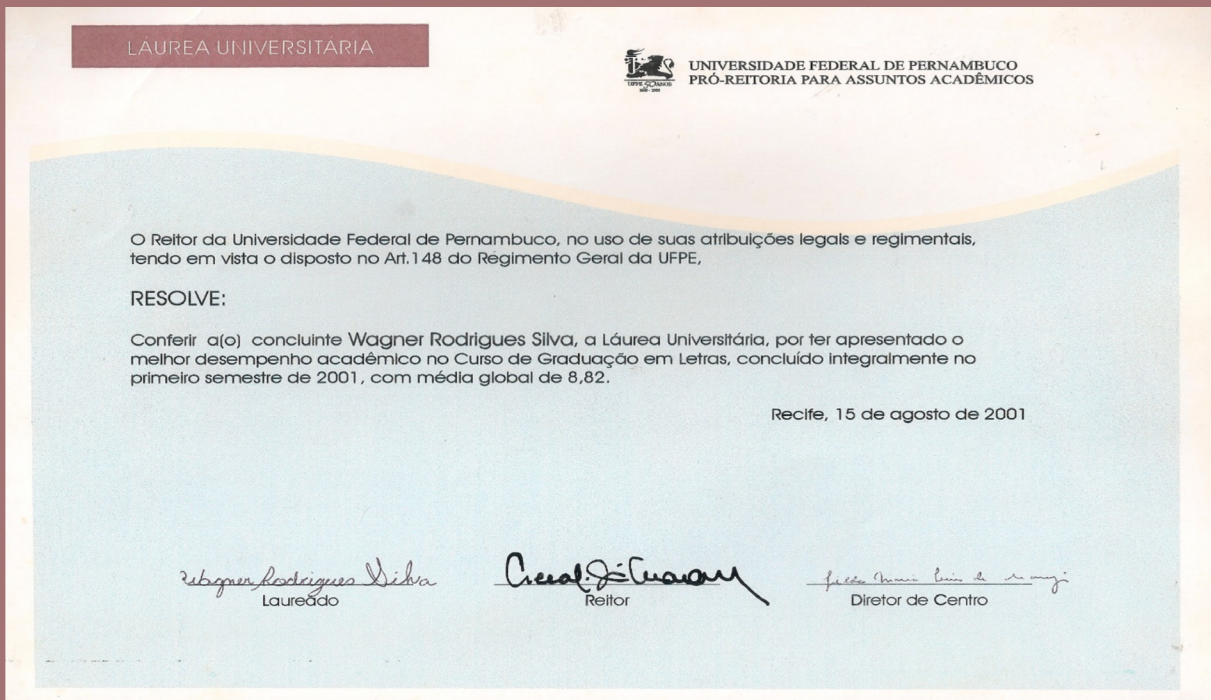 LÁUREA UNIVERSITÁRIA
UNIVERSIDADE FEDERAL DE PERNAMBUCO
PRÓ-REITORIA PARA ASSUNTOS ACADÊMICOS
UFPE 50 ANOS
O Reitor da Universidade Federal de Pernambuco, no uso de suas atribuições legais e regimentais,
tendo em vista o disposto no Art.148 do Regimento Geral da UFPE,
RESOLVE:
Conferir a(o) concluinte Wagner Rodrigues Silva, a Láurea Universitária, por ter apresentado o
melhor desempenho acadêmico no Curso de Graduação em Letras, concluído integralmente no
primeiro semestre de 2001, com média global de 8,82.
Recife, 15 de agosto de 2001
Wagner Rodrigues Silva
Laureado
Reitor
Diretor de Centro